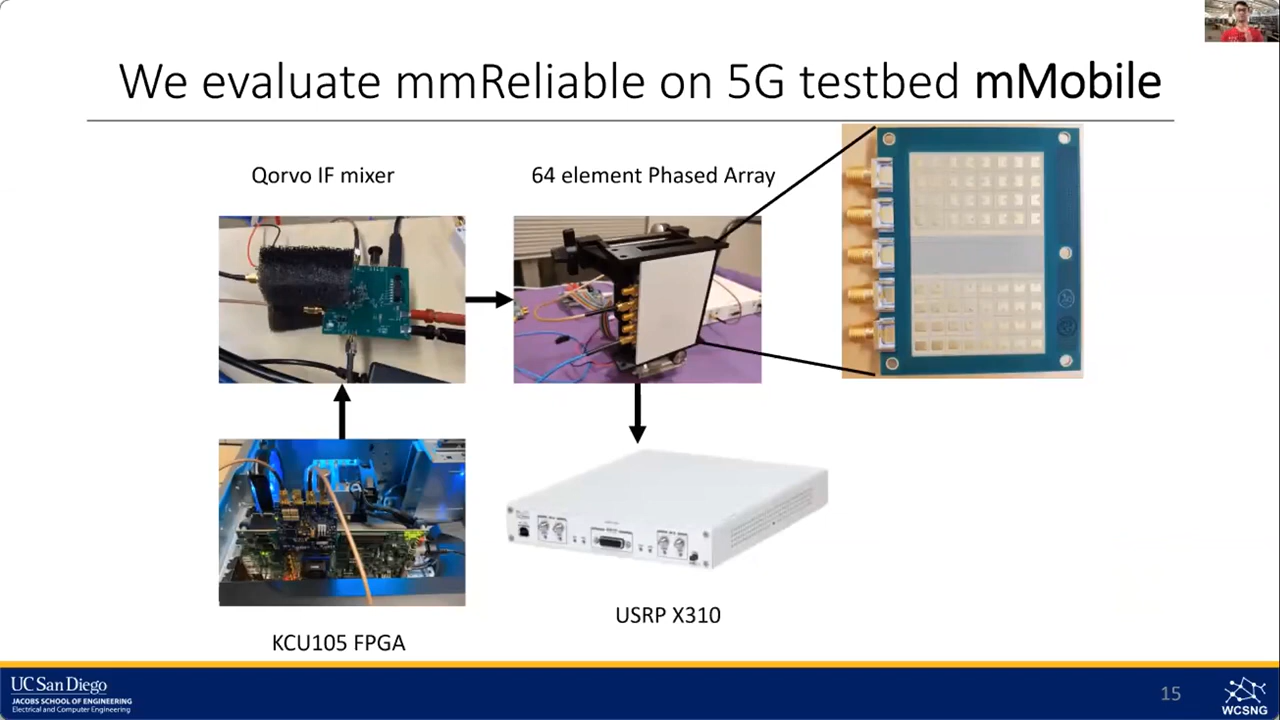 We evaluate mmReliable on 5G testbed mMobile
Qorvo IF mixer
64 element Phased Array
USRP X310
KCU105 FPGA
UC San Diego
JACOBS SCHOOL OF ENGINEERING
Electrical and Computer Engineering
15
WCSNG